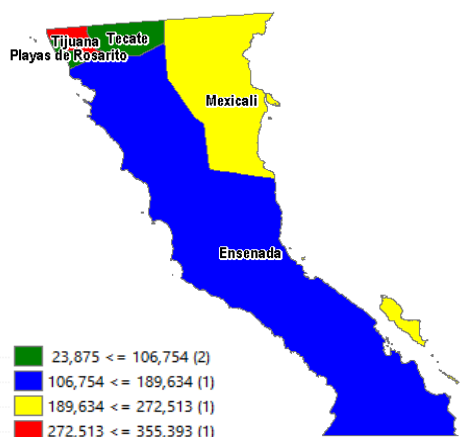 Tijuana
Tecate
Playas de Rosarito
Mexicali
Ensenada
23,875 <= 106,754 (2)
106,754 <= 189,634 (1)
189,634 <= 272,513 (1)
272,513 <= 355,393 (1)